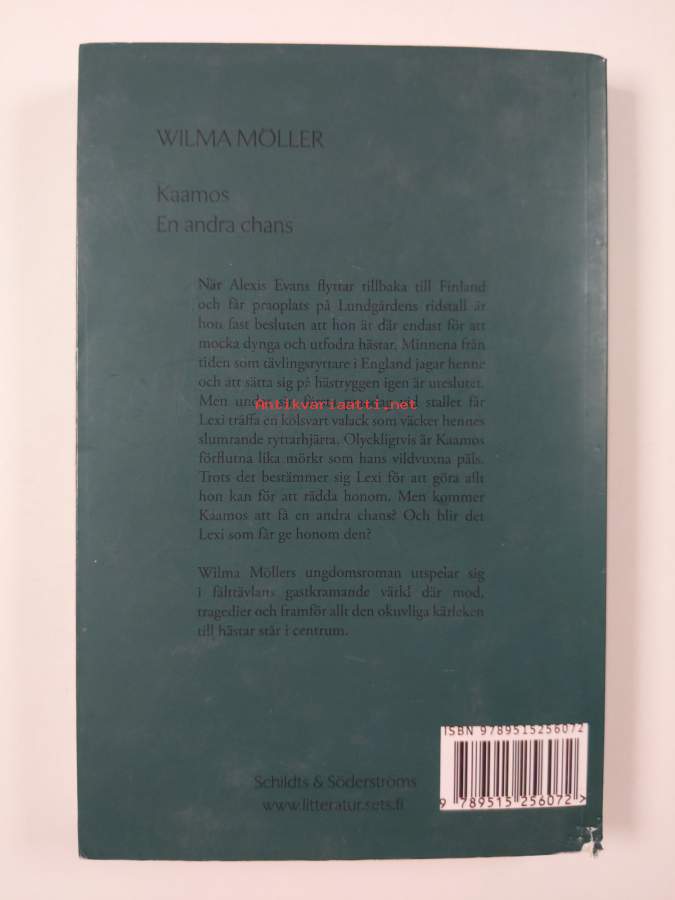 WILMA MÖLLER
Kaamos
En andra chans
När Alexis Evans flyttar tillbaka till Finland
och får praoplats på Lundgårdens ridstall är
hon fast besluten att hon är där endast för att
mocka dynga och utfodra hästar. Minnena från
tiden som tävlingsryttare i England jagar henne
och att sätta sig på hästryggen igen är uteslutet.
Men under sin första
stallet får
Antikvariaatti.net
Lexi träffa en kolsvart valack som väcker hennes
slumrande ryttarhjärta. Olyckligtvis är Kaamos
förflutna lika mörkt som hans vildvuxna päls.
Trots det bestämmer sig Lexi för att göra allt
hon kan för att rädda honom. Men kommer
Kaamos att få en andra chans? Och blir det
Lexi som får ge honom den?
Wilma Möllers ungdomsroman utspelar sig
i fälttävlans gastkramande värld där mod,
tragedier och framför allt den okuvliga kärleken
till hästar står i centrum.
ISBN 9789515256072
9 789515 256072 >
Schildts & Söderströms
www.litteratur.sets.fi